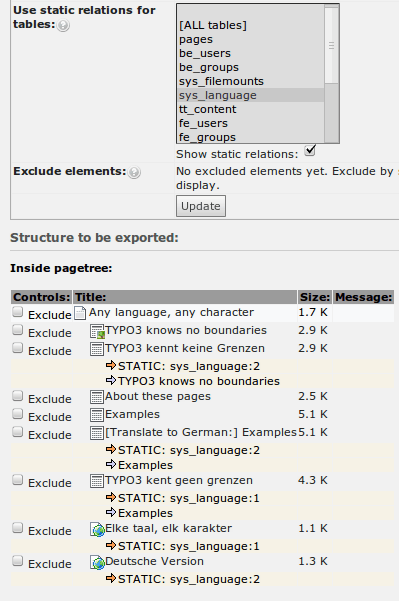 Use static relations for
tables:
[ALL tables]
pages
be_users
be_groups
sys_filemounts
sys_language
tt_content
fe_users
fe_groups
Show static relations:
Exclude elements:
No excluded elements yet. Exclude by s
display.
Update
Structure to be exported:
Inside pagetree:
Controls: Title: Size: Message:
Exclude Any language, any character 1.7 K
Exclude TYPO3 knows no boundaries 2.9 K
Exclude TYPO3 kennt keine Grenzen 2.9 K
STATIC: sys_language:2
TYPO3 knows no boundaries
Exclude About these pages 2.5 K
Exclude Examples 5.1 K
Exclude [Translate to German:] Examples 5.1 K
STATIC: sys_language:2
Examples
Exclude TYPO3 kent geen grenzen 4.3 K
STATIC: sys_language:1
Examples
Exclude Elke taal, elk karakter 1.1 K
STATIC: sys_language:1
Exclude Deutsche Version 1.3 K
STATIC: sys_language:2